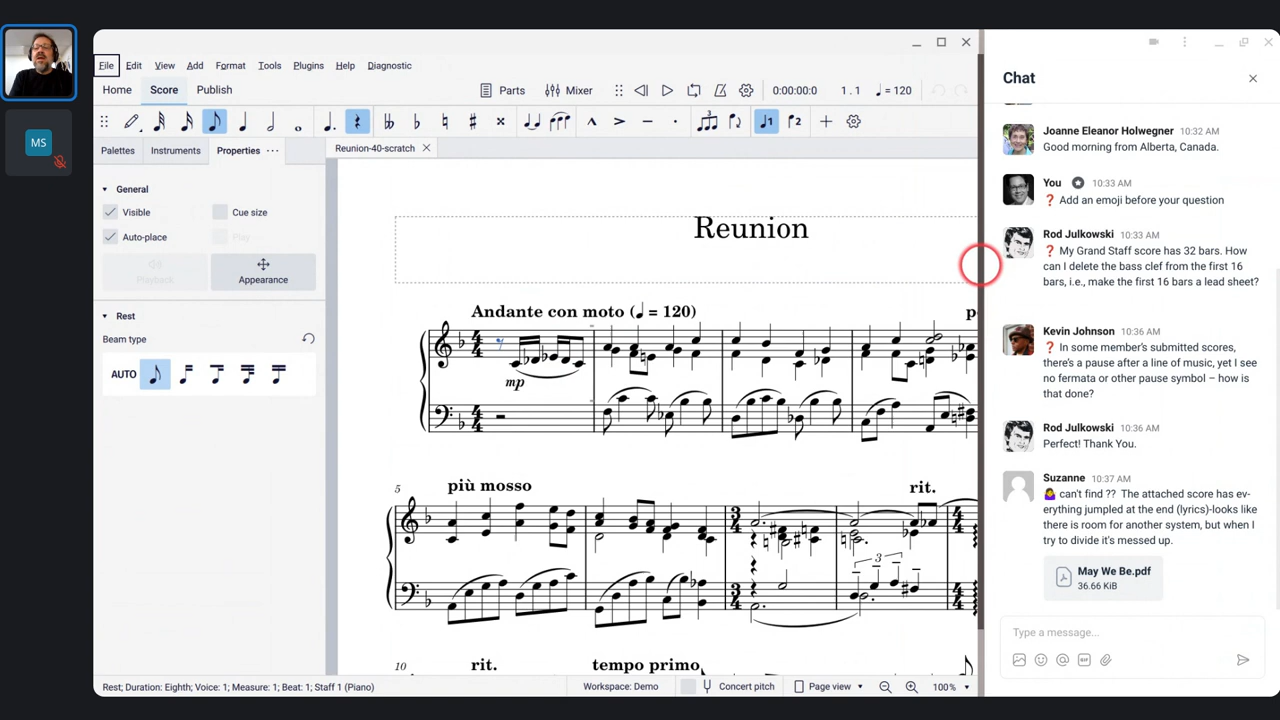 MS
File Edit View Add Format Tools Plugins Help Diagnostic
Home Score Publish
Parts Mixer 0:00:00:0 1 . 1 = 120
Palettes Instruments Properties
Reunion-40-scratch
General
Visible Cue size
Auto-place Play
Playback Appearance
Rest
Beam type
AUTO
Reunion
Andante con moto (♩ = 120)
mp
5
più mosso
rit.
3
10
rit.
tempo primo
Rest; Duration: Eighth; Voice: 1; Measure: 1; Beat: 1; Staff 1 (Piano)
Workspace: Demo
Concert pitch
Page view
100%
Chat
Joanne Eleanor Holwegner 10:32 AM
Good morning from Alberta, Canada.
You 10:33 AM
❓ Add an emoji before your question
Rod Julkowski 10:33 AM
❓ My Grand Staff score has 32 bars. How
can I delete the bass clef from the first 16
bars, i.e., make the first 16 bars a lead sheet?
Kevin Johnson 10:36 AM
❓ In some member's submitted scores,
there's a pause after a line of music, yet I see
no fermata or other pause symbol – how is
that done?
Rod Julkowski 10:36 AM
Perfect! Thank You.
Suzanne 10:37 AM
🤷‍♀️ can't find ?? The attached score has ev-
erything jumped at the end (lyrics)-looks like
there is room for another system, but when I
try to divide it's messed up.
May We Be.pdf
36.66 KiB
Type a message...
GIF